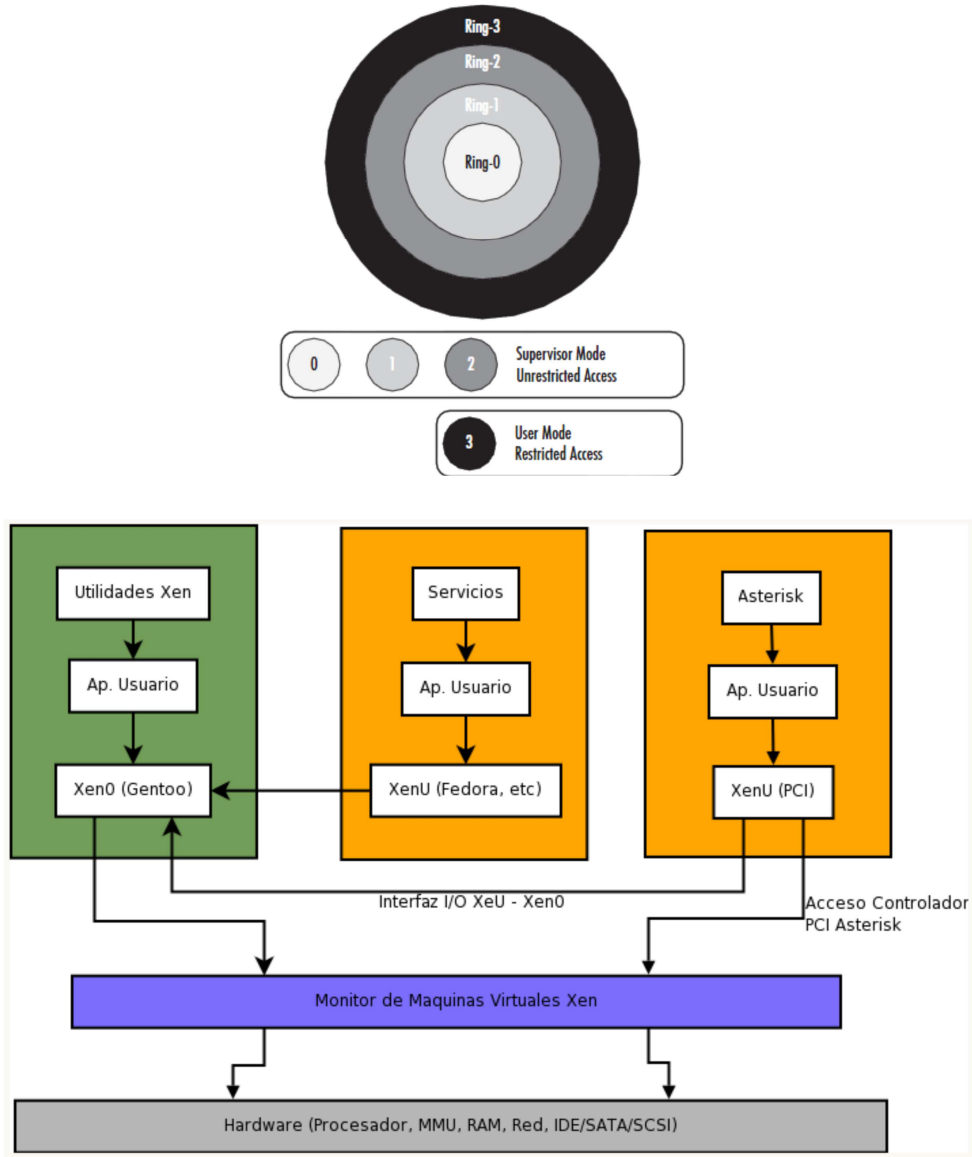 Ring-3
Ring-2
Ring-1
Ring-0
0
1
2
Supervisor Mode
Unrestricted Access
3
User Mode
Restricted Access
Utilidades Xen
Ap. Usuario
Xen0 (Gentoo)
Servicios
Ap. Usuario
XenU (Fedora, etc)
Asterisk
Ap. Usuario
XenU (PCI)
Interfaz I/O XeU - Xen0
Acceso Controlador
PCI Asterisk
Monitor de Maquinas Virtuales Xen
Hardware (Procesador, MMU, RAM, Red, IDE/SATA/SCSI)